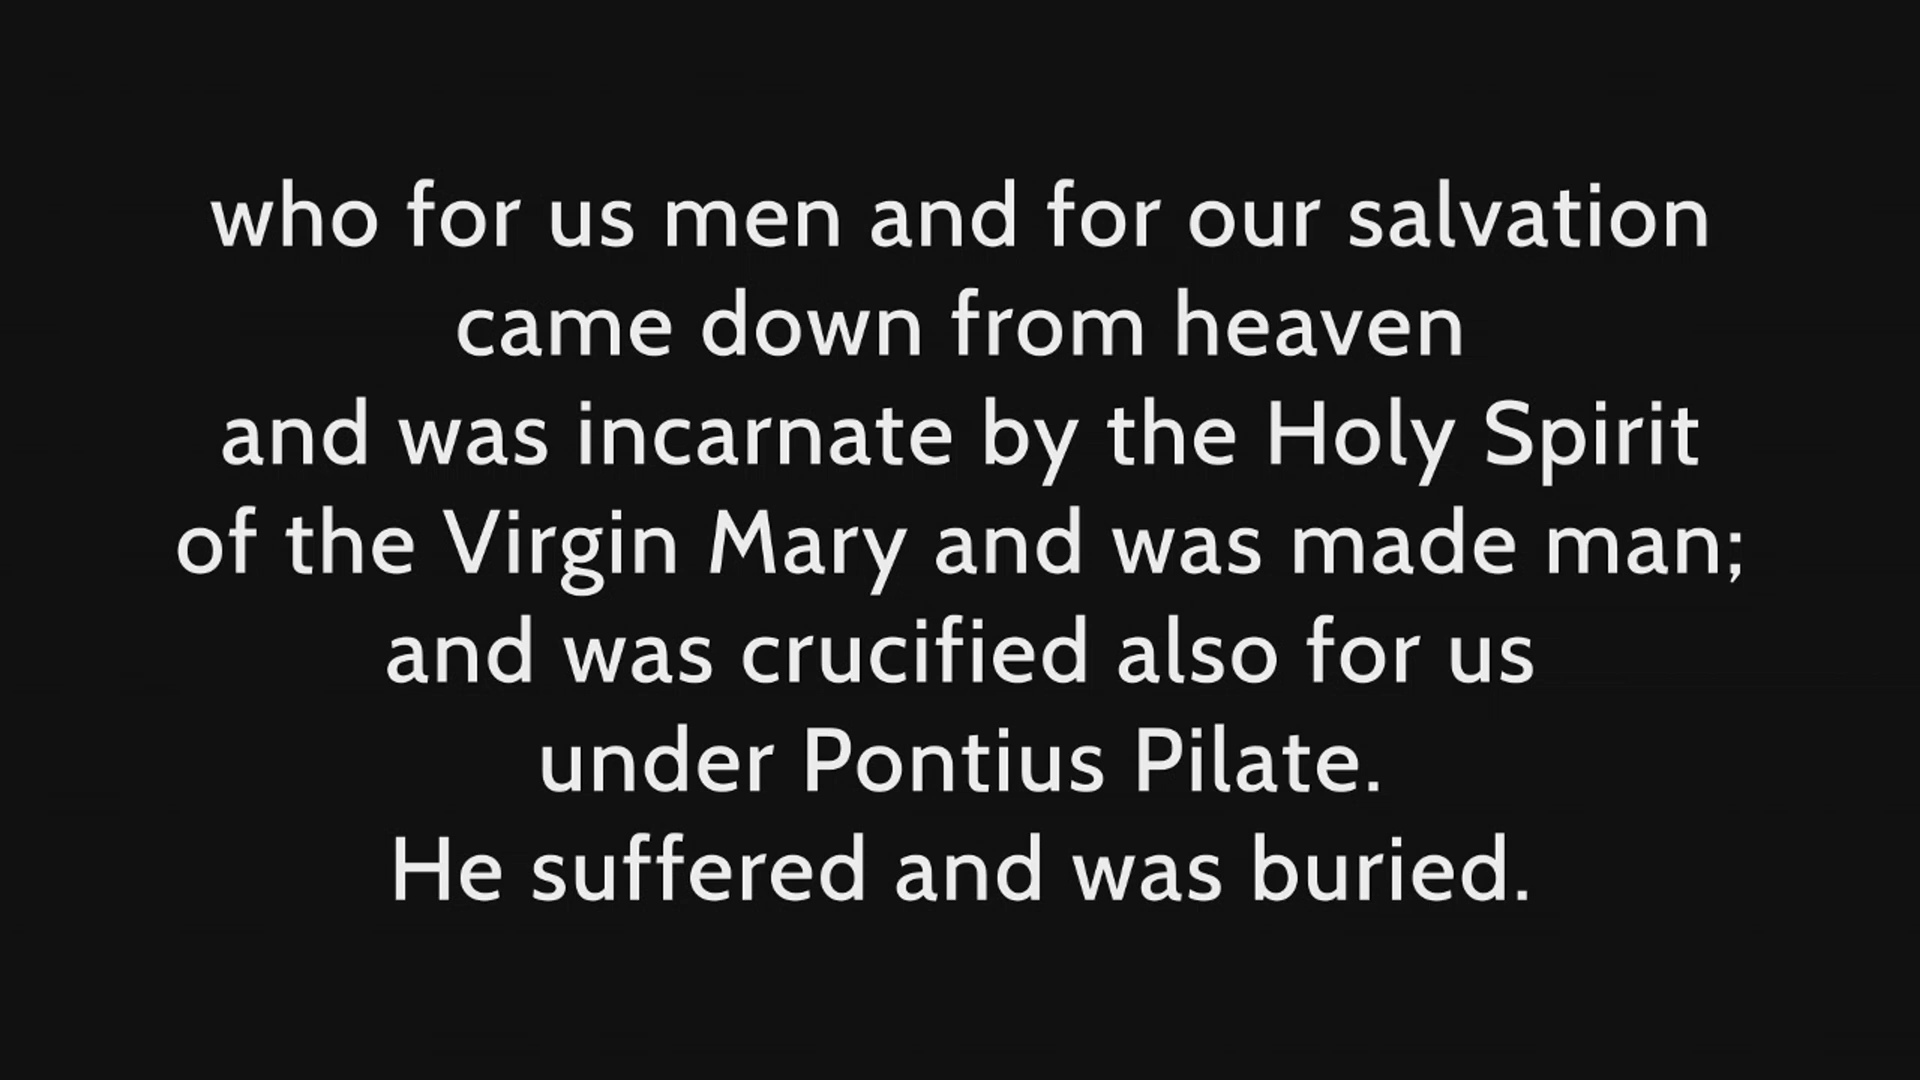 who for us men and for our salvation
came down from heaven
and was incarnate by the Holy Spirit
of the Virgin Mary and was made man;
and was crucified also for us
under Pontius Pilate.
He suffered and was buried.